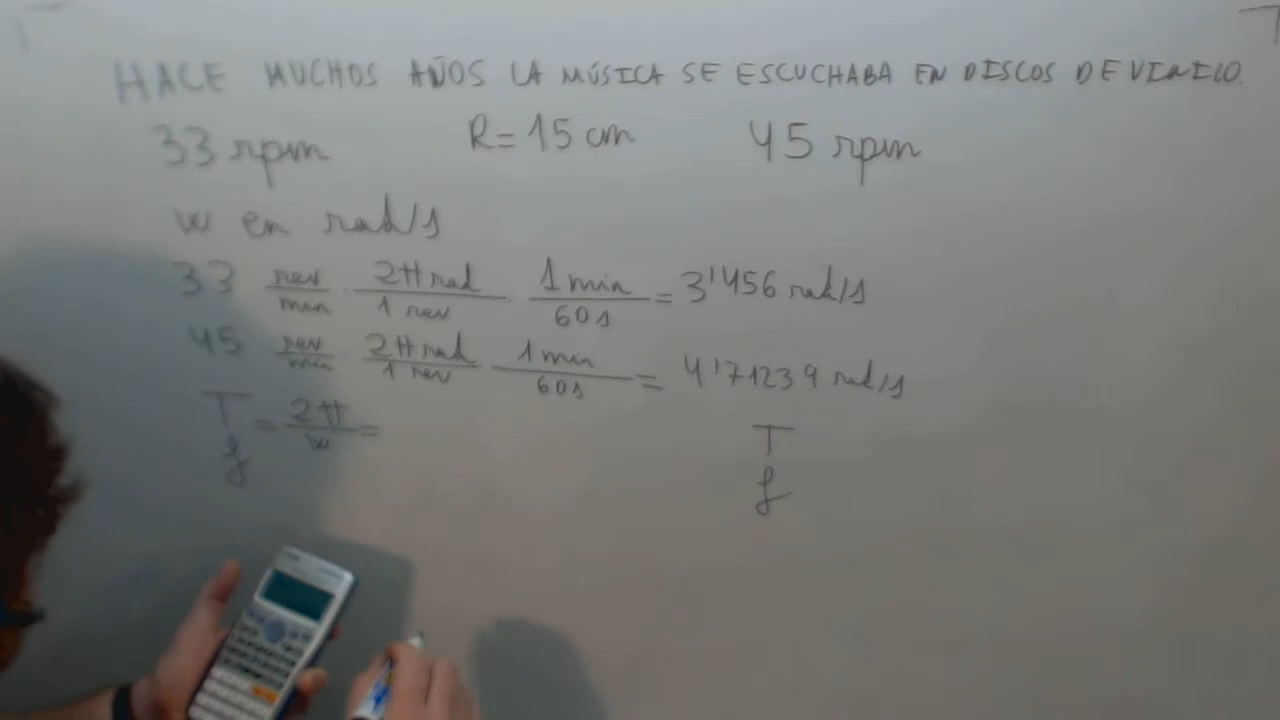 HACE MUCHOS AÑOS LA MÚSICA SE ESCUCHABA EN DISCOS DE VINILO.
33 rpm R = 15 cm 45 rpm
w en rad/s
33 rev/min · 2π rad/1 rev · 1 min/60 s = 3'456 rad/s
45 rev/min · 2π rad/1 rev · 1 min/60 s = 4'71239 rad/s
T = 2π/w = T
f f